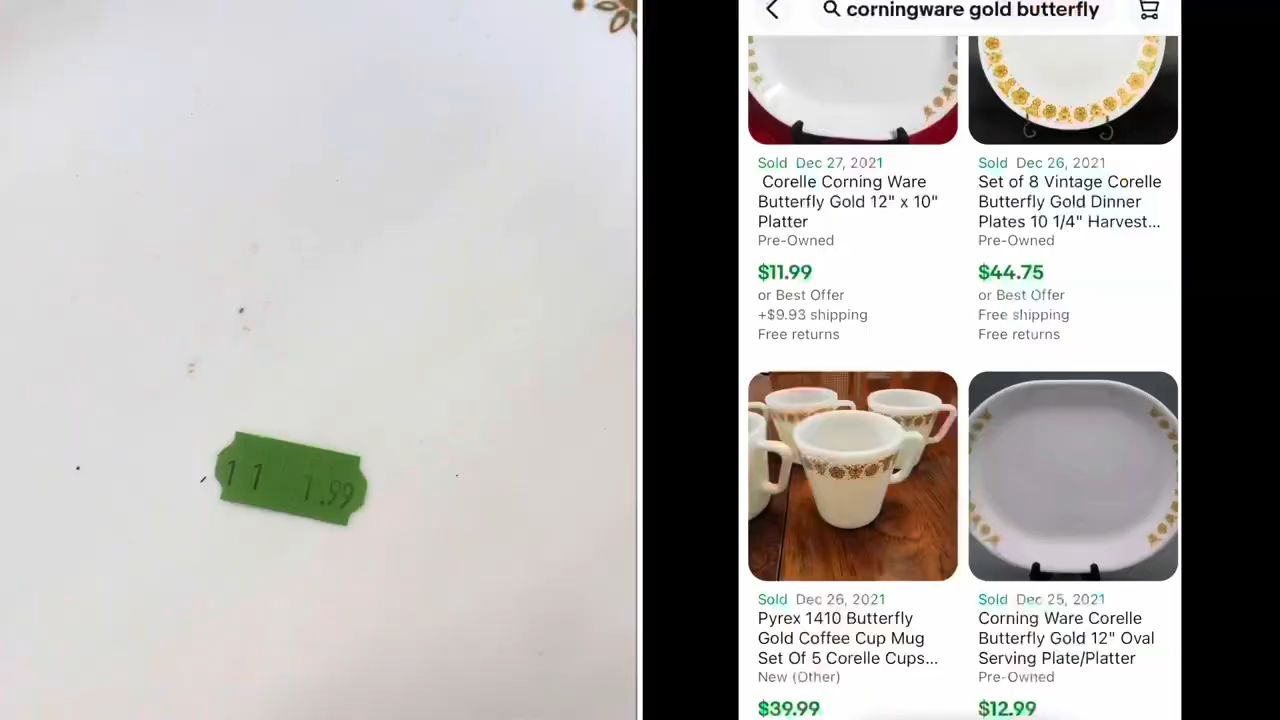 11 1.99
corningware gold butterfly
Sold Dec 27, 2021
Corelle Corning Ware
Butterfly Gold 12" x 10"
Platter
Pre-Owned
$11.99
or Best Offer
+$9.93 shipping
Free returns
Sold Dec 26, 2021
Set of 8 Vintage Corelle
Butterfly Gold Dinner
Plates 10 1/4" Harvest...
Pre-Owned
$44.75
or Best Offer
Free shipping
Free returns
Sold Dec 26, 2021
Pyrex 1410 Butterfly
Gold Coffee Cup Mug
Set Of 5 Corelle Cups...
New (Other)
$39.99
Sold Dec 25, 2021
Corning Ware Corelle
Butterfly Gold 12" Oval
Serving Plate/Platter
Pre-Owned
$12.99